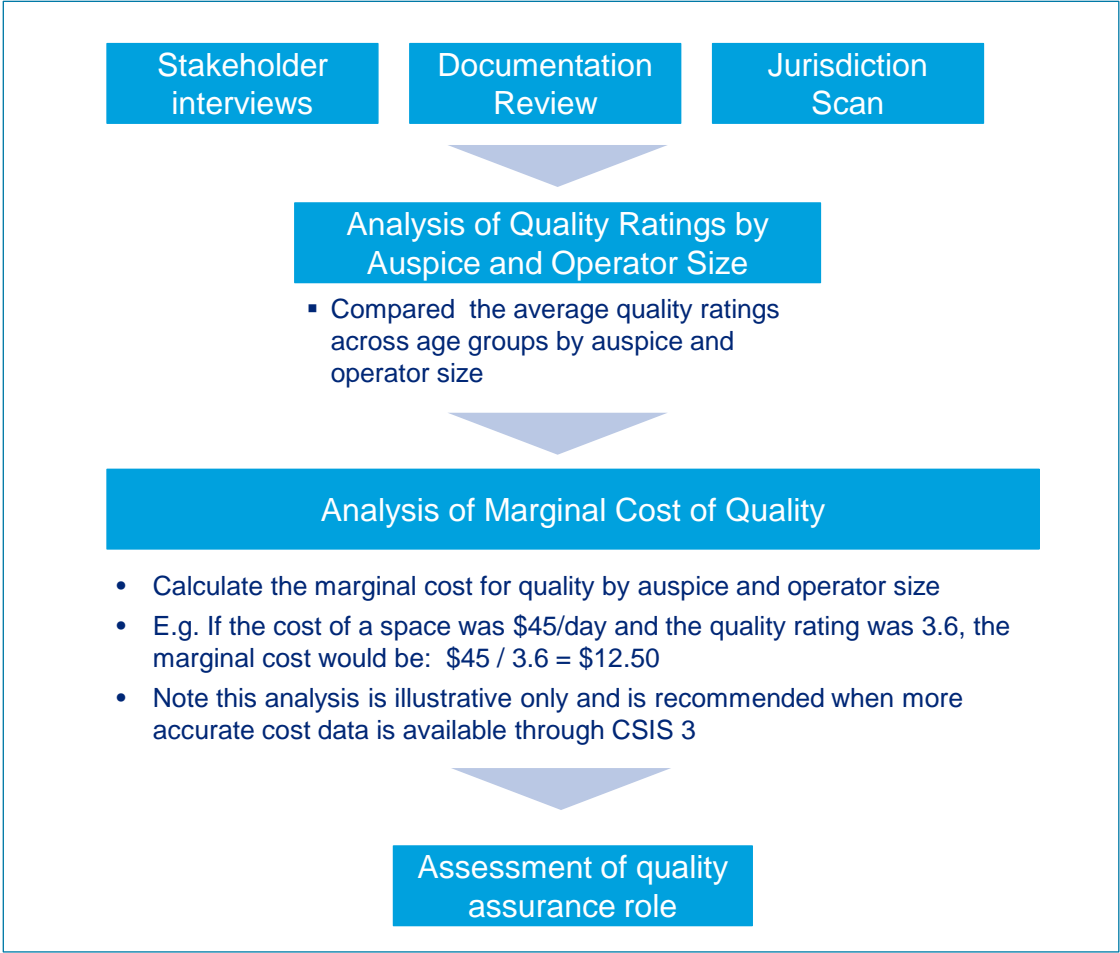 Stakeholder
interviews
Documentation
Review
Jurisdiction
Scan
Analysis of Quality Ratings by
Auspice and Operator Size
▪ Compared the average quality ratings
across age groups by auspice and
operator size
Analysis of Marginal Cost of Quality
• Calculate the marginal cost for quality by auspice and operator size
• E.g. If the cost of a space was $45/day and the quality rating was 3.6, the
marginal cost would be: $45 / 3.6 = $12.50
• Note this analysis is illustrative only and is recommended when more
accurate cost data is available through CSIS 3
Assessment of quality
assurance role